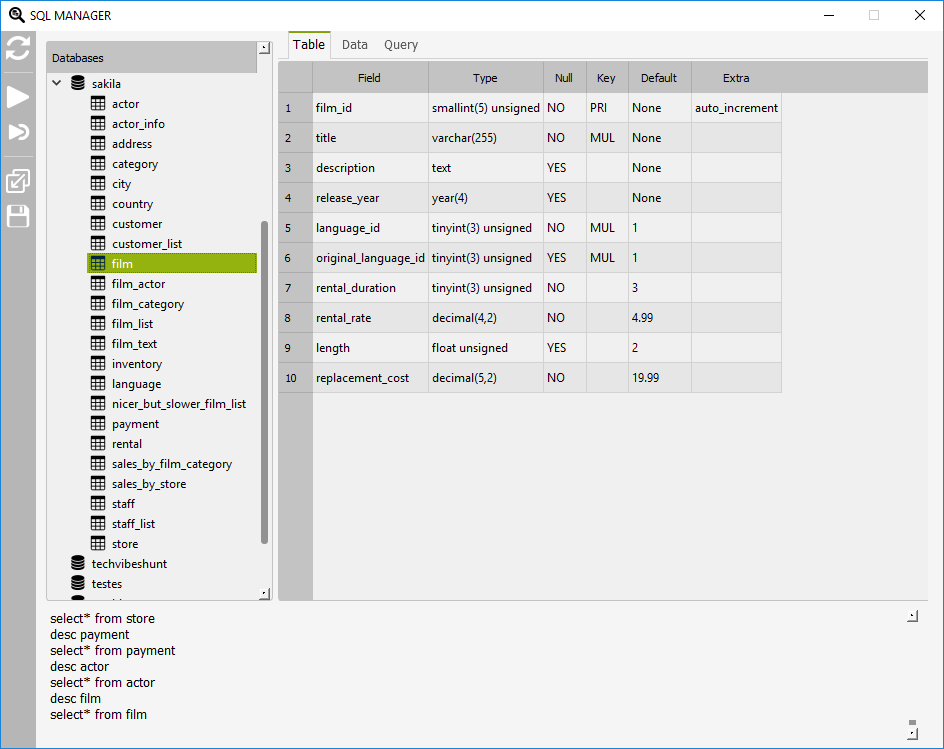 SQL MANAGER
Databases
sakila
actor
actor_info
address
category
city
country
customer
customer_list
film
film_actor
film_category
film_list
film_text
inventory
language
nicer_but_slower_film_list
payment
rental
sales_by_film_category
sales_by_store
staff
staff_list
store
techvibeshunt
testes
Table Data Query
Field Type Null Key Default Extra
1 film_id smallint(5) unsigned NO PRI None auto_increment
2 title varchar(255) NO MUL None
3 description text YES None
4 release_year year(4) YES None
5 language_id tinyint(3) unsigned NO MUL 1
6 original_language_id tinyint(3) unsigned YES MUL 1
7 rental_duration tinyint(3) unsigned NO 3
8 rental_rate decimal(4,2) NO 4.99
9 length float unsigned YES 2
10 replacement_cost decimal(5,2) NO 19.99
select* from store
desc payment
select* from payment
desc actor
select* from actor
desc film
select* from film